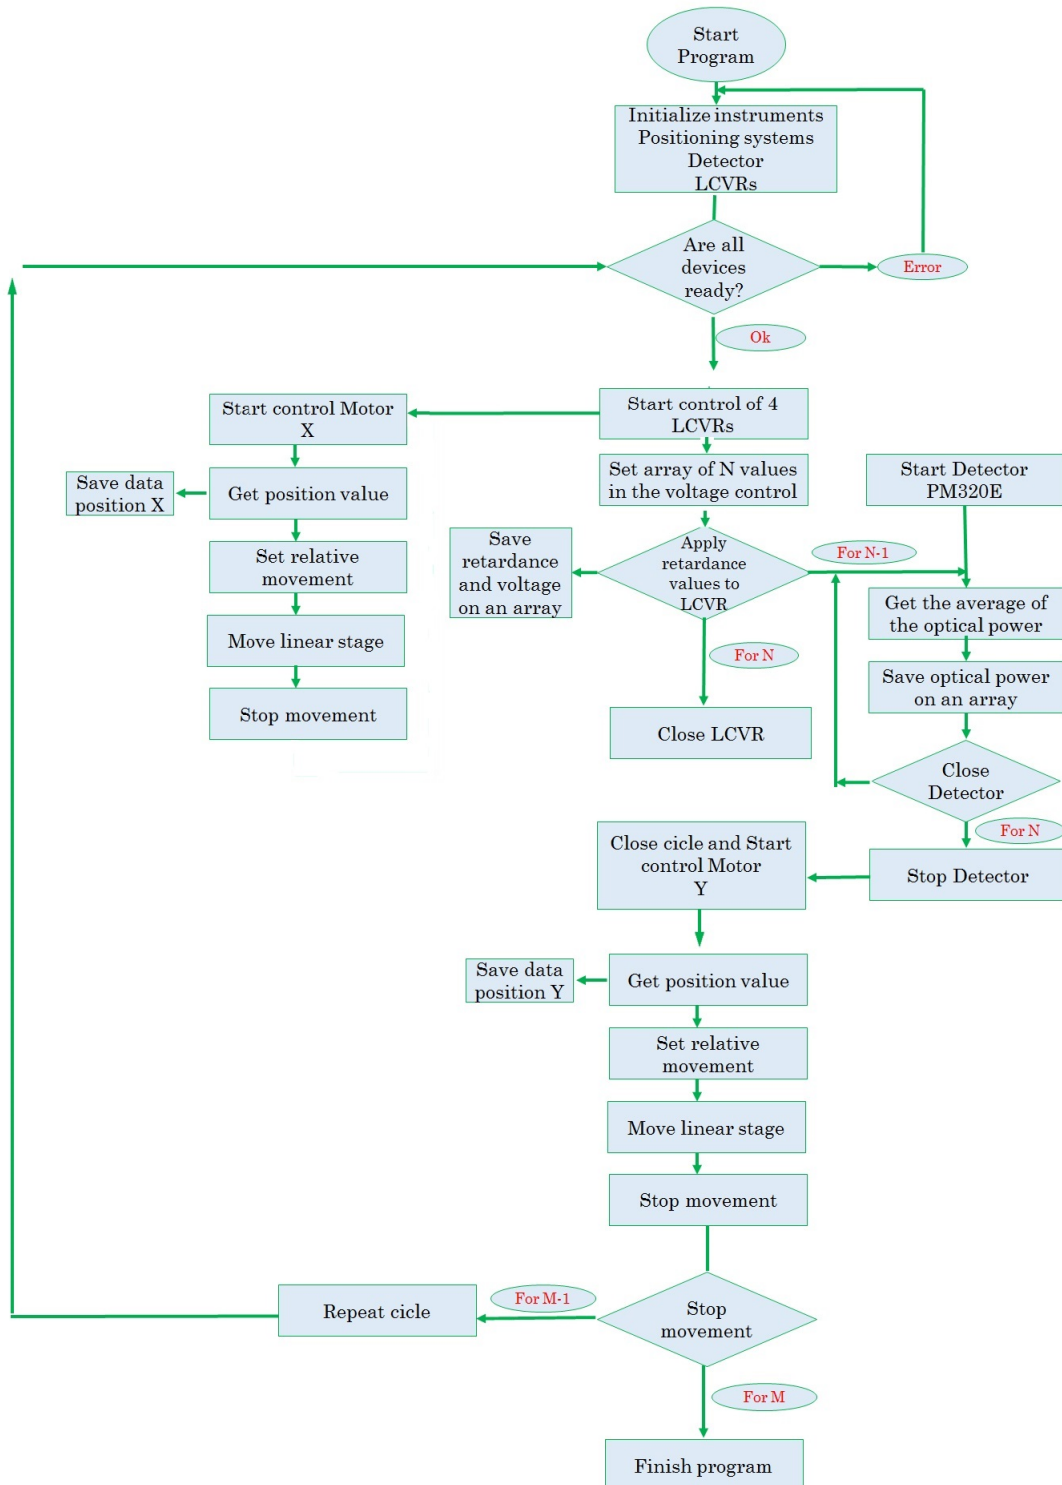 Start
Program
Initialize instruments
Positioning systems
Detector
LCVRs
Are all
devices
ready?
Error
Ok
Start control Motor
X
Start control of 4
LCVRs
Save data
position X
Get position value
Set array of N values
in the voltage control
Start Detector
PM320E
Set relative
movement
Save
retardance
and voltage
on an array
Apply
retardance
values to
LCVR
For N-1
Get the average of
the optical power
Move linear stage
For N
Save optical power
on an array
Stop movement
Close LCVR
Close
Detector
For N
Close cicle and Start
control Motor
Y
Stop Detector
Save data
position Y
Get position value
Set relative
movement
Move linear stage
Stop movement
Repeat cicle
For M-1
Stop
movement
For M
Finish program